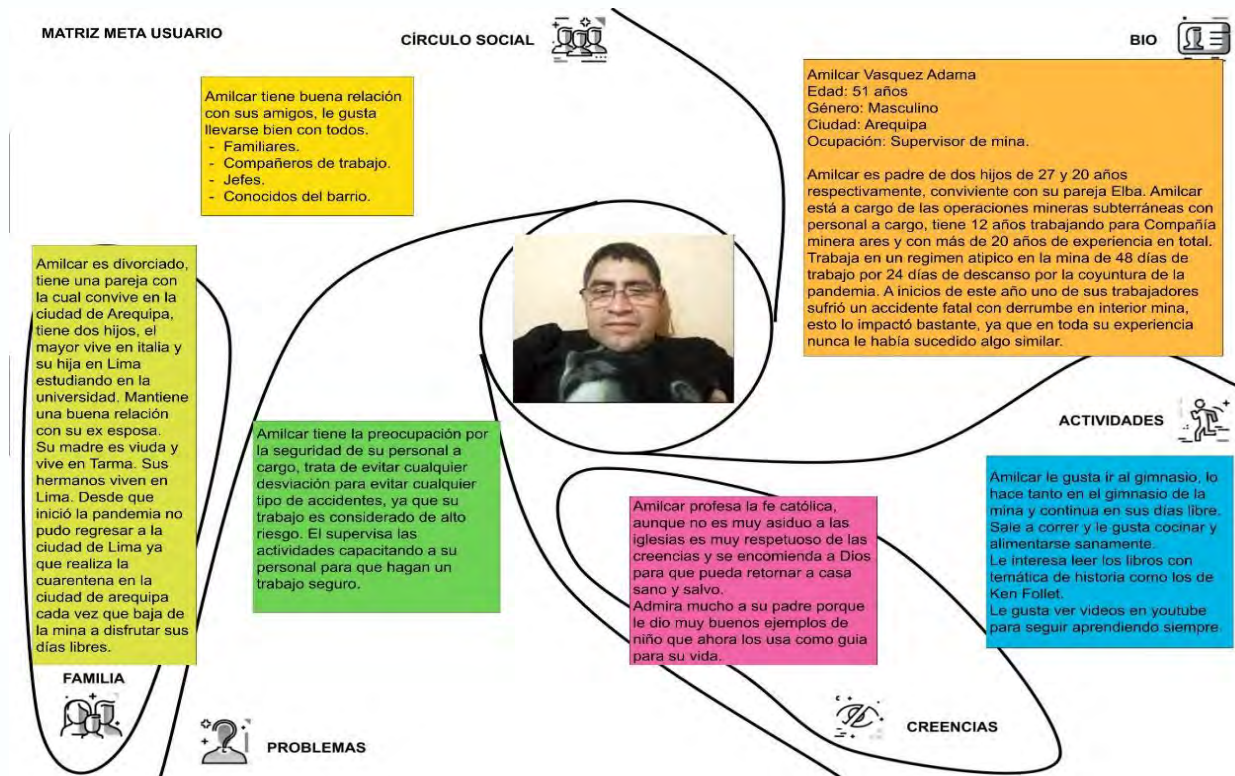 MATRIZ META USUARIO
CÍRCULO SOCIAL
BIO
Amilcar tiene buena relación
con sus amigos, le gusta
llevarse bien con todos.
- Familiares.
- Compañeros de trabajo.
- Jefes.
- Conocidos del barrio.
Amilcar Vasquez Adama
Edad: 51 años
Género: Masculino
Ciudad: Arequipa
Ocupación: Supervisor de mina.
Amilcar es padre de dos hijos de 27 y 20 años
respectivamente, conviviente con su pareja Elba. Amilcar
está a cargo de las operaciones mineras subterráneas con
personal a cargo, tiene 12 años trabajando para Compañía
minera ares y con más de 20 años de experiencia en total.
Trabaja en un regimen atipico en la mina de 48 días de
trabajo por 24 días de descanso por la coyuntura de la
pandemia. A inicios de este año uno de sus trabajadores
sufrió un accidente fatal con derrumbe en interior mina,
esto lo impactó bastante, ya que en toda su experiencia
nunca le había sucedido algo similar.
Amilcar es divorciado,
tiene una pareja con
la cual convive en la
ciudad de Arequipa,
tiene dos hijos, el
mayor vive en italia y
su hija en Lima
estudiando en la
universidad. Mantiene
una buena relación
con su ex esposa.
Su madre es viuda y
vive en Tarma. Sus
hermanos viven en
Lima. Desde que
inició la pandemia no
pudo regresar a la
ciudad de Lima ya
que realiza la
cuarentena en la
ciudad de arequipa
cada vez que baja de
la mina a disfrutar sus
días libres.
FAMILIA
Amilcar tiene la preocupación por
la seguridad de su personal a
cargo, trata de evitar cualquier
desviación para evitar cualquier
tipo de accidentes, ya que su
trabajo es considerado de alto
riesgo. El supervisa las
actividades capacitando a su
personal para que hagan un
trabajo seguro.
PROBLEMAS
Amilcar profesa la fe católica,
aunque no es muy asiduo a las
iglesias es muy respetuoso de las
creencias y se encomienda a Dios
para que pueda retornar a casa
sano y salvo.
Admira mucho a su padre porque
le dio muy buenos ejemplos de
niño que ahora los usa como guia
para su vida.
CREENCIAS
ACTIVIDADES
Amilcar le gusta ir al gimnasio, lo
hace tanto en el gimnasio de la
mina y continua en sus días libre.
Sale a correr y le gusta cocinar y
alimentarse sanamente.
Le interesa leer los libros con
temática de historia como los de
Ken Follet.
Le gusta ver videos en youtube
para seguir aprendiendo siempre.